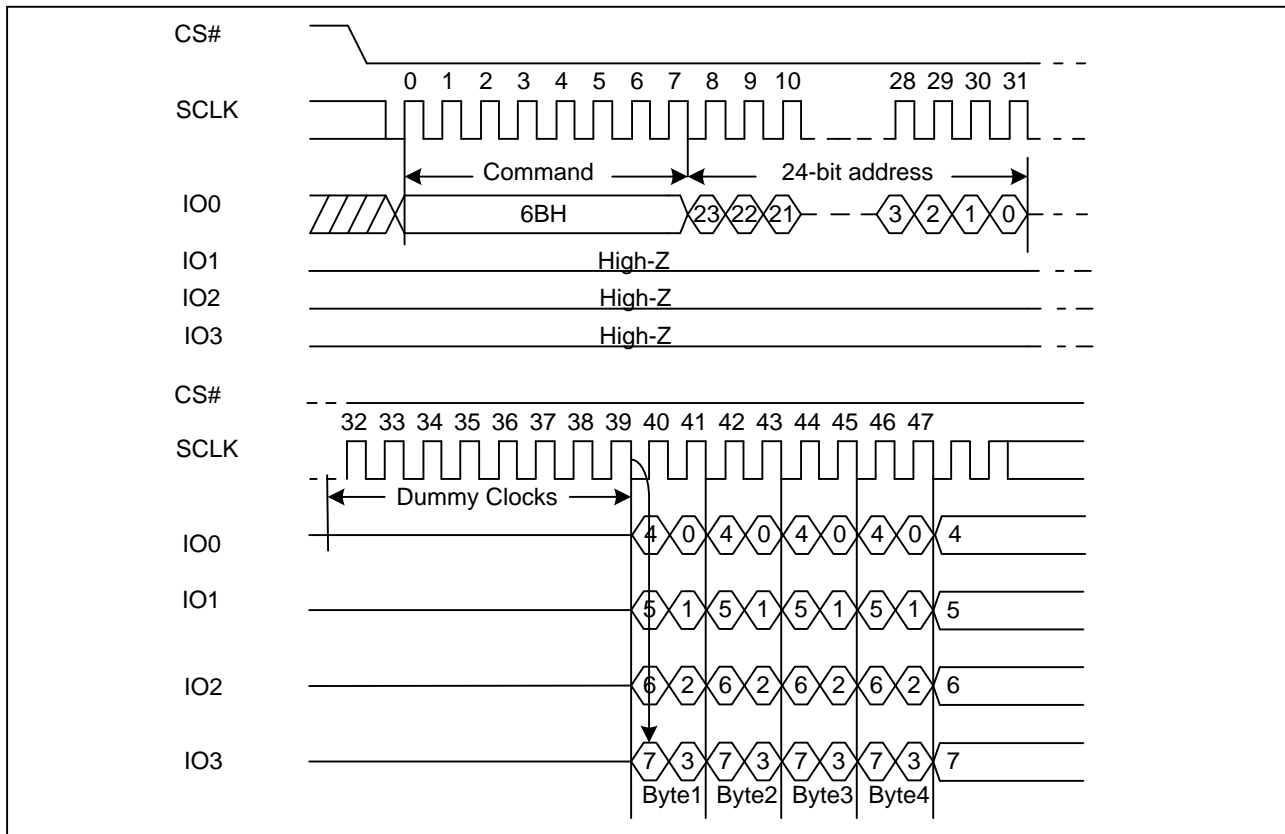 CS#
0 1 2 3 4 5 6 7 8 9 10 28 29 30 31
SCLK
Command 24-bit address
IO0 6BH 23 22 21 3 2 1 0
IO1 High-Z
IO2 High-Z
IO3 High-Z
CS#
32 33 34 35 36 37 38 39 40 41 42 43 44 45 46 47
SCLK
Dummy Clocks
IO0 4 0 4 0 4 0 4 0 4
IO1 5 1 5 1 5 1 5 1 5
IO2 6 2 6 2 6 2 6 2 6
IO3 7 3 7 3 7 3 7 3 7
Byte1 Byte2 Byte3 Byte4